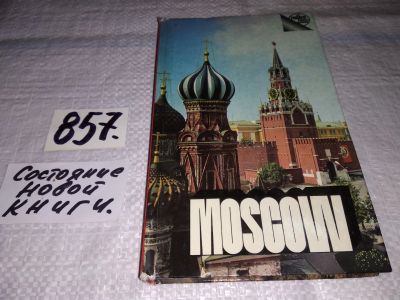 857.
Состояние
новой
книги.
MOSCOW